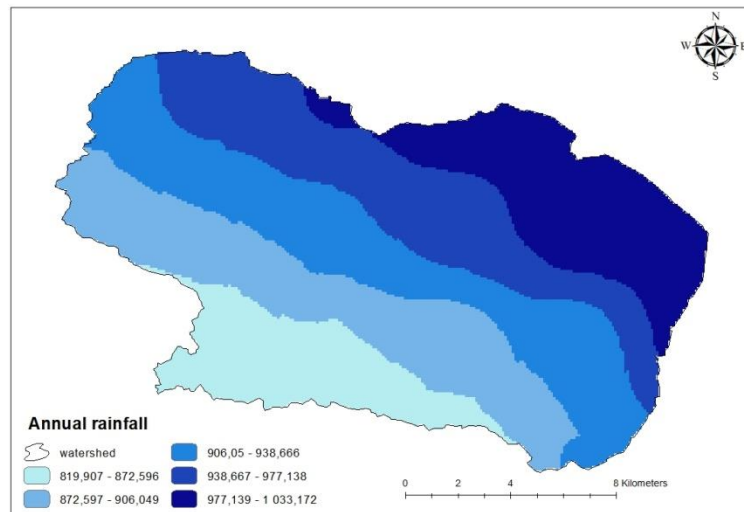 N
W E
S
Annual rainfall
watershed
819,907 - 872,596
872,597 - 906,049
906,05 - 938,666
938,667 - 977,138
977,139 - 1 033,172
0 2 4 8 Kilometers